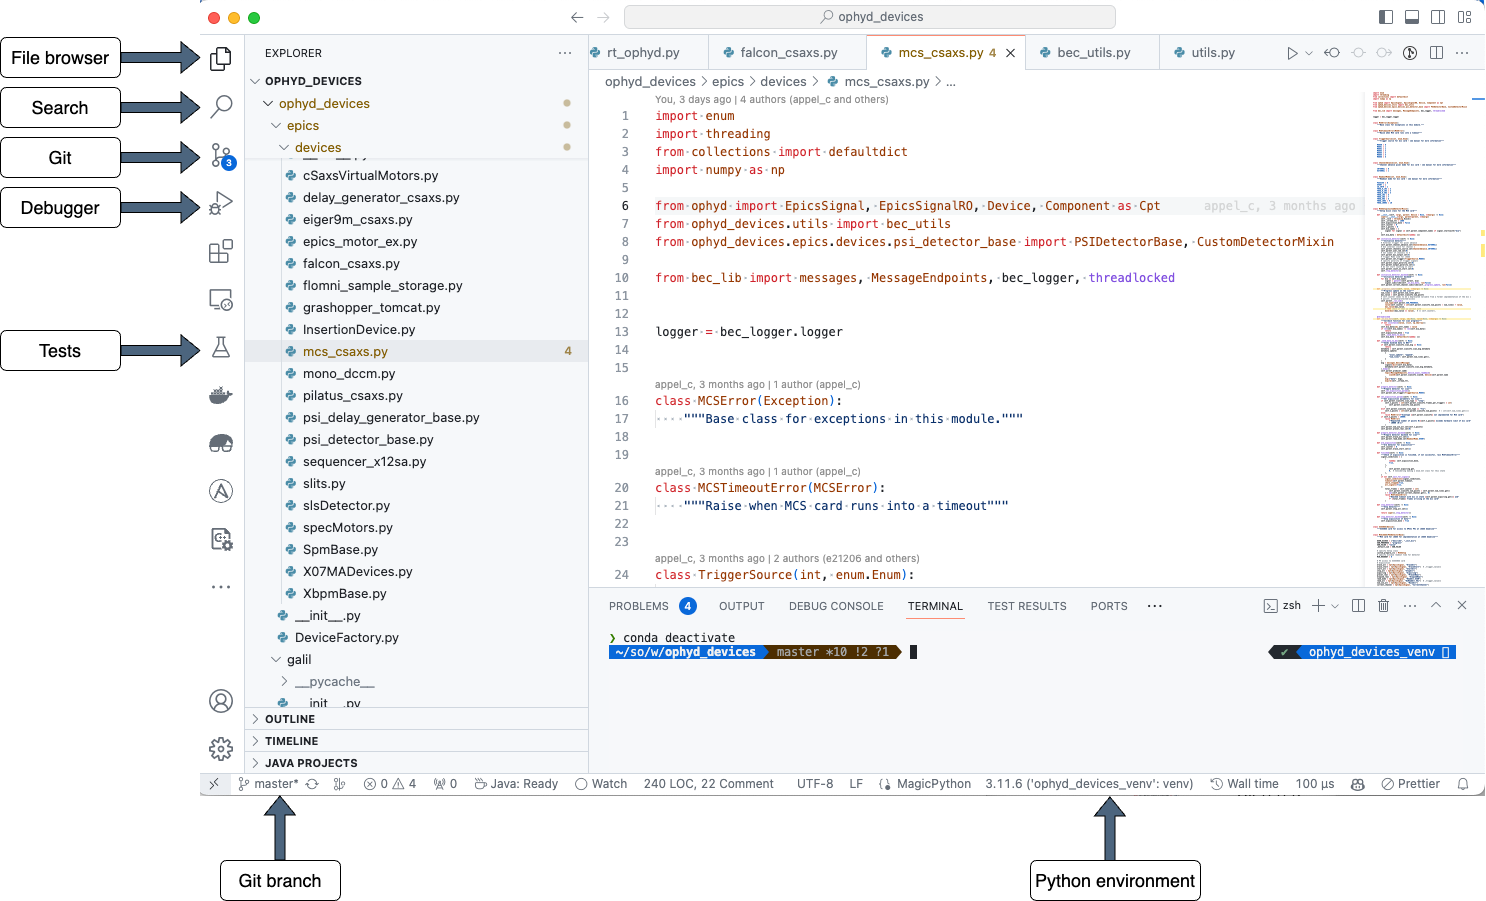 ophyd_devices
File browser
Search
Git
Debugger
Tests
Git branch
Python environment
3
EXPLORER
OPHYD_DEVICES
ophyd_devices
epics
devices
cSaxsVirtualMotors.py
delay_generator_csaxs.py
eiger9m_csaxs.py
epics_motor_ex.py
falcon_csaxs.py
flomni_sample_storage.py
grashopper_tomcat.py
InsertionDevice.py
mcs_csaxs.py 4
mono_dccm.py
pilatus_csaxs.py
psi_delay_generator_base.py
psi_detector_base.py
sequencer_x12sa.py
slits.py
slsDetector.py
specMotors.py
SpmBase.py
X07MADevices.py
XbpmBase.py
__init__.py
DeviceFactory.py
galil
__pycache__
__init__.py
OUTLINE
TIMELINE
JAVA PROJECTS
rt_ophyd.py falcon_csaxs.py mcs_csaxs.py 4 bec_utils.py utils.py
ophyd_devices > epics > devices > mcs_csaxs.py > ...
You, 3 days ago | 4 authors (appel_c and others)
1 import enum
2 import threading
3 from collections import defaultdict
4 import numpy as np
5
6 from ophyd import EpicsSignal, EpicsSignalRO, Device, Component as Cpt appel_c, 3 months ago
7 from ophyd_devices.utils import bec_utils
8 from ophyd_devices.epics.devices.psi_detector_base import PSIDetectorBase, CustomDetectorMixin
9
10 from bec_lib import messages, MessageEndpoints, bec_logger, threadlocked
11
12
13 logger = bec_logger.logger
14
15
appel_c, 3 months ago | 1 author (appel_c)
16 class MCSError(Exception):
17 """Base class for exceptions in this module."""
18
19
appel_c, 3 months ago | 1 author (appel_c)
20 class MCSTimeoutError(MCSError):
21 """Raise when MCS card runs into a timeout"""
22
23
appel_c, 3 months ago | 2 authors (e21206 and others)
24 class TriggerSource(int, enum.Enum):
PROBLEMS 4 OUTPUT DEBUG CONSOLE TERMINAL TEST RESULTS PORTS zsh
❯ conda deactivate
~/so/w/ophyd_devices master *10 !2 ?1 ✔ ophyd_devices_venv
master* 0 4 0 Java: Ready Watch 240 LOC, 22 Comment UTF-8 LF MagicPython 3.11.6 ('ophyd_devices_venv': venv) Wall time 100 µs Prettier